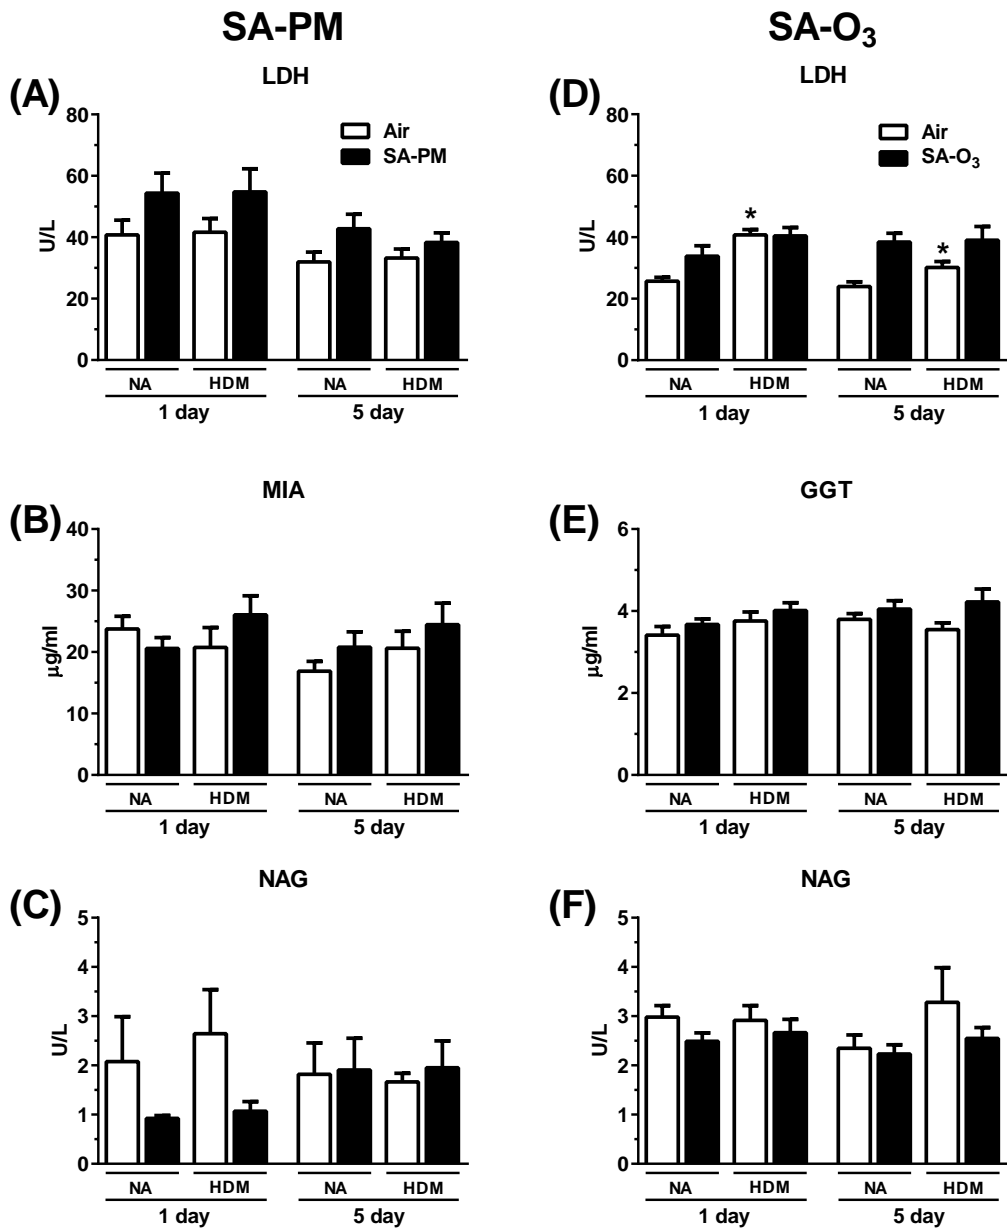 SA-PM
SA-O3
(A)
LDH
80
60
40
20
0
U/L
Air
SA-PM
NA
HDM
NA
HDM
1 day
5 day
(D)
LDH
80
60
40
20
0
U/L
Air
SA-O3
*
*
NA
HDM
NA
HDM
1 day
5 day
(B)
MIA
40
30
20
10
0
µg/ml
NA
HDM
NA
HDM
1 day
5 day
(E)
GGT
6
4
2
0
µg/ml
NA
HDM
NA
HDM
1 day
5 day
(C)
NAG
5
4
3
2
1
0
U/L
NA
HDM
NA
HDM
1 day
5 day
(F)
NAG
5
4
3
2
1
0
U/L
NA
HDM
NA
HDM
1 day
5 day